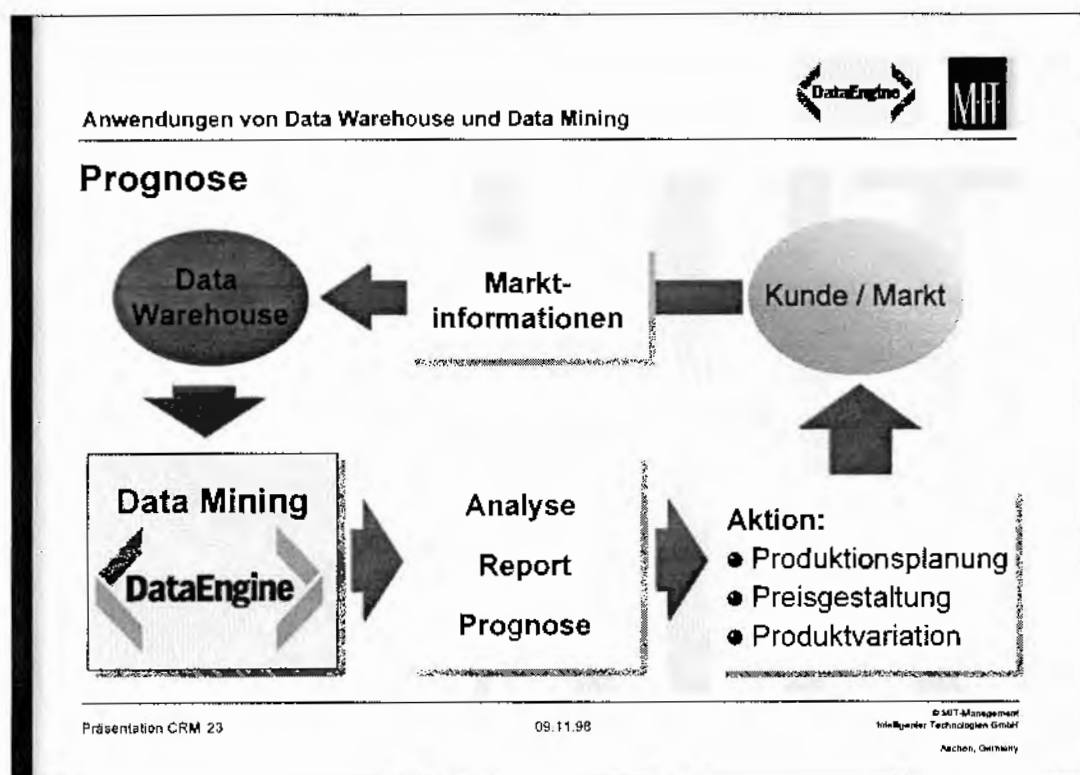 DataEngine
MIT
Anwendungen von Data Warehouse und Data Mining
Prognose
Data
Warehouse
Markt-
informationen
Kunde / Markt
Data Mining
DataEngine
Analyse
Report
Prognose
Aktion:
Produktionsplanung
Preisgestaltung
Produktvariation
Präsentation CRM 23
09.11.98
© MIT-Management
Intelligenter Technologien GmbH
Aachen, Germany